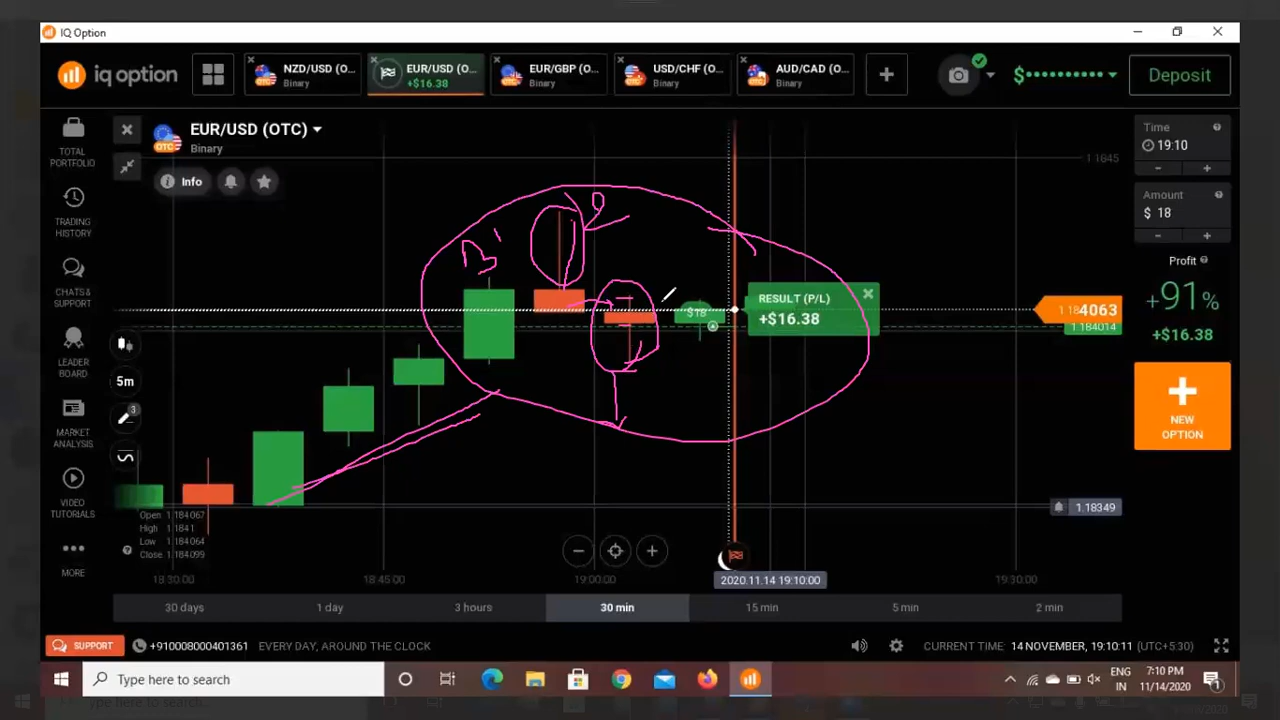 IQ Option
iq option
NZD/USD (O...
Binary
EUR/USD (O...
+$16.38
EUR/GBP (O...
Binary
USD/CHF (O...
Binary
AUD/CAD (O...
Binary
$
Deposit
TOTAL
PORTFOLIO
TRADING
HISTORY
CHATS &
SUPPORT
LEADER
BOARD
MARKET
ANALYSIS
VIDEO
TUTORIALS
MORE
EUR/USD (OTC)
Binary
Info
5m
3
1.1845
RESULT (P/L)
+$16.38
$18
1.184063
1.184014
1.18349
Open 1.184067
High 1.1841
Low 1.184064
Close 1.184099
18:30:00
18:45:00
19:00:00
2020.11.14 19:10:00
19:30:00
30 days
1 day
3 hours
30 min
15 min
5 min
2 min
Time
19:10
Amount
$ 18
Profit
+91%
+$16.38
NEW
OPTION
SUPPORT
+910008000401361
EVERY DAY, AROUND THE CLOCK
CURRENT TIME: 14 NOVEMBER, 19:10:11 (UTC+5:30)
Type here to search
ENG
IN
7:10 PM
11/14/2020
1